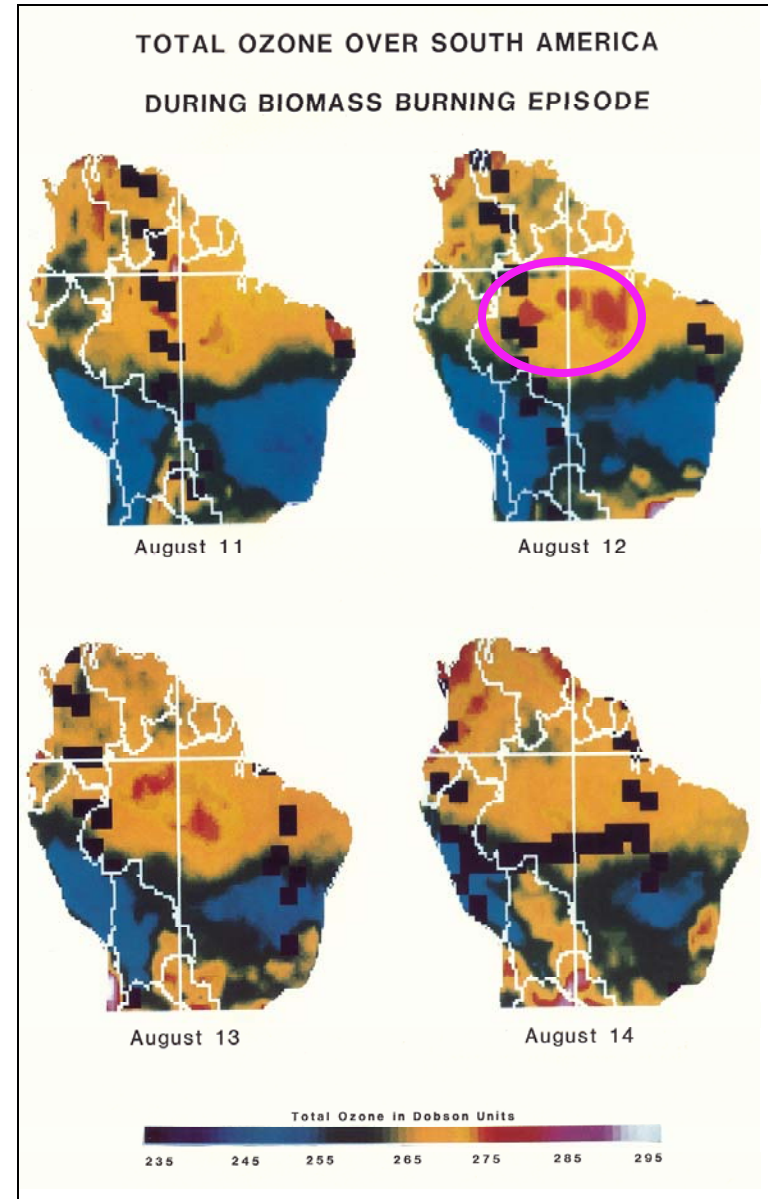 TOTAL OZONE OVER SOUTH AMERICA
DURING BIOMASS BURNING EPISODE
August 11
August 12
August 13
August 14
Total Ozone in Dobson Units
235 245 255 265 275 285 295